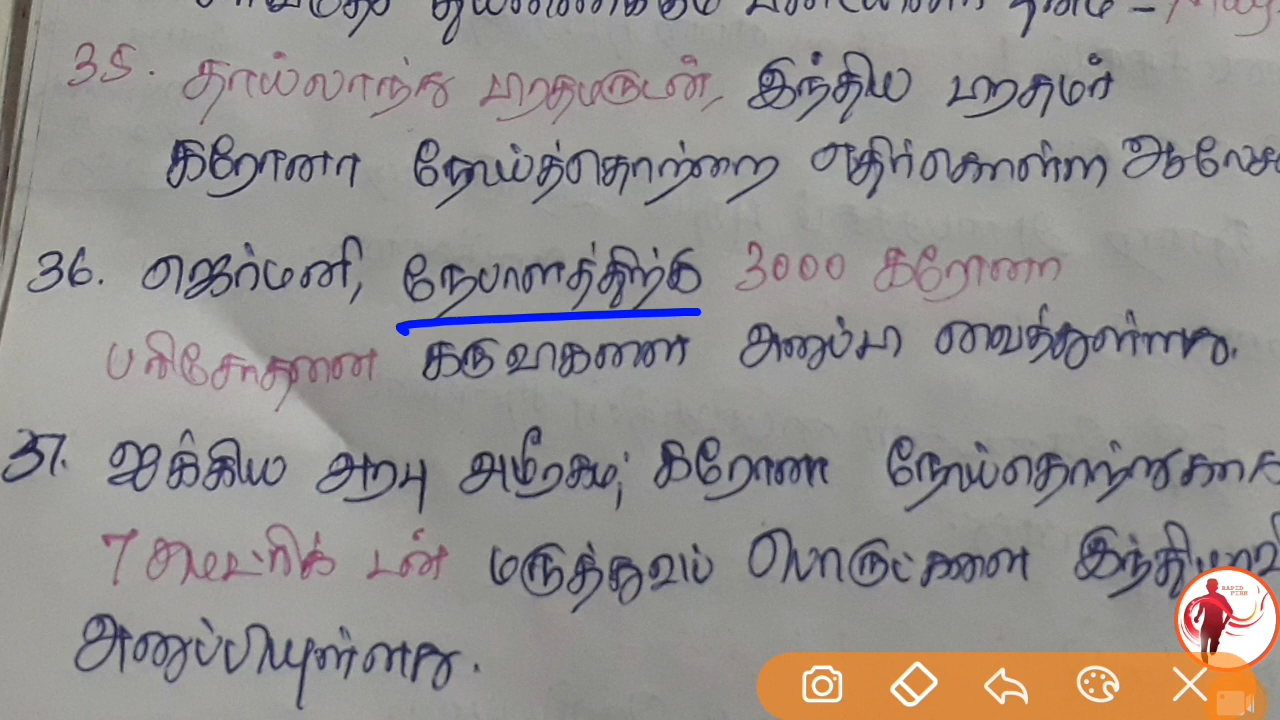 35. தாய்லாந்து பிரதமருடன், இந்திய பிரதமர்
கரோனா நோய்த்தொற்றை எதிர்கொள்ள
36. ஜெர்மனி, நேபாளத்திற்கு 3000 கரோனா
பரிசோதனை கருவிகளை அனுப்பி வைத்துள்ளது.
37. ஐக்கிய அரபு அமீரகம்; கரோனா
7 மெட்ரிக் டன் மருத்துவப் பொருட்களை
அனுப்பியுள்ளது.
RAPID